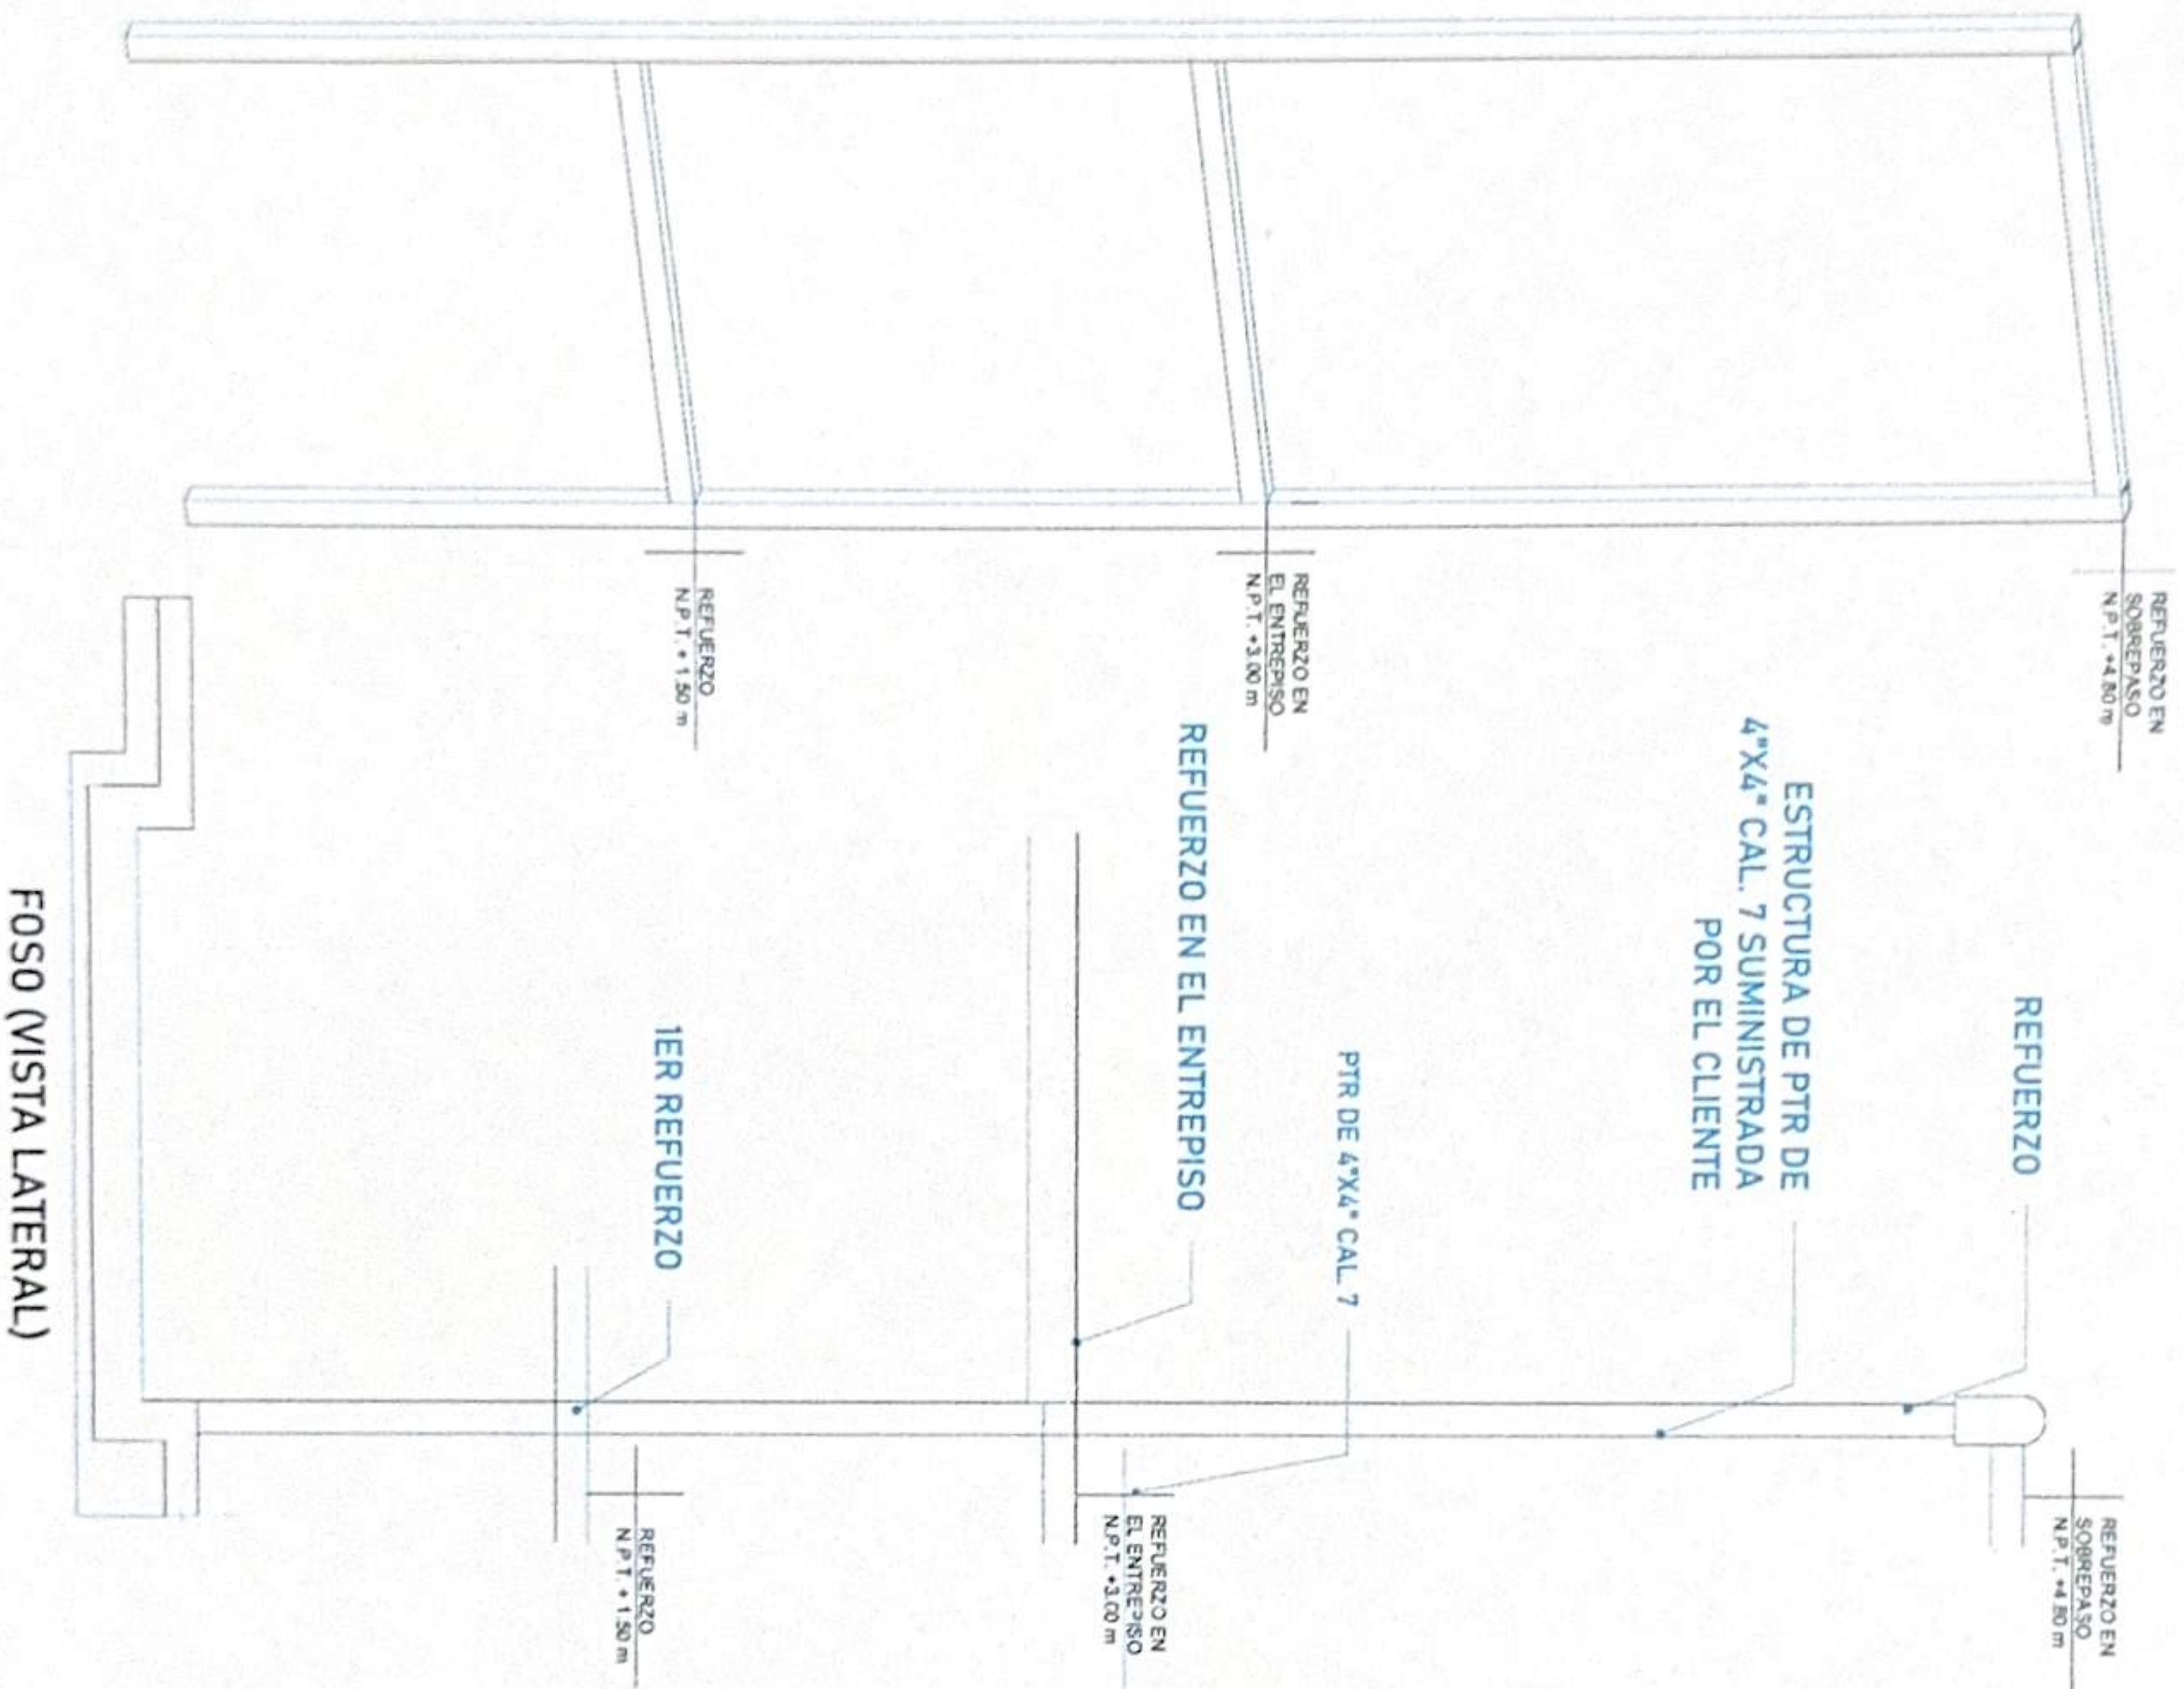 REFUERZO EN
SOBREPASO
N.P.T. +4.80 m
REFUERZO EN
EL ENTREPISO
N.P.T. +3.00 m
REFUERZO
N.P.T. + 1.50 m
REFUERZO
ESTRUCTURA DE PTR DE
4"X4" CAL. 7 SUMINISTRADA
POR EL CLIENTE
PTR DE 4"X4" CAL. 7
REFUERZO EN EL ENTREPISO
1ER REFUERZO
REFUERZO EN
SOBREPASO
N.P.T. +4.80 m
REFUERZO EN
EL ENTREPISO
N.P.T. +3.00 m
REFUERZO
N.P.T. + 1.50 m
FOSO (VISTA LATERAL)